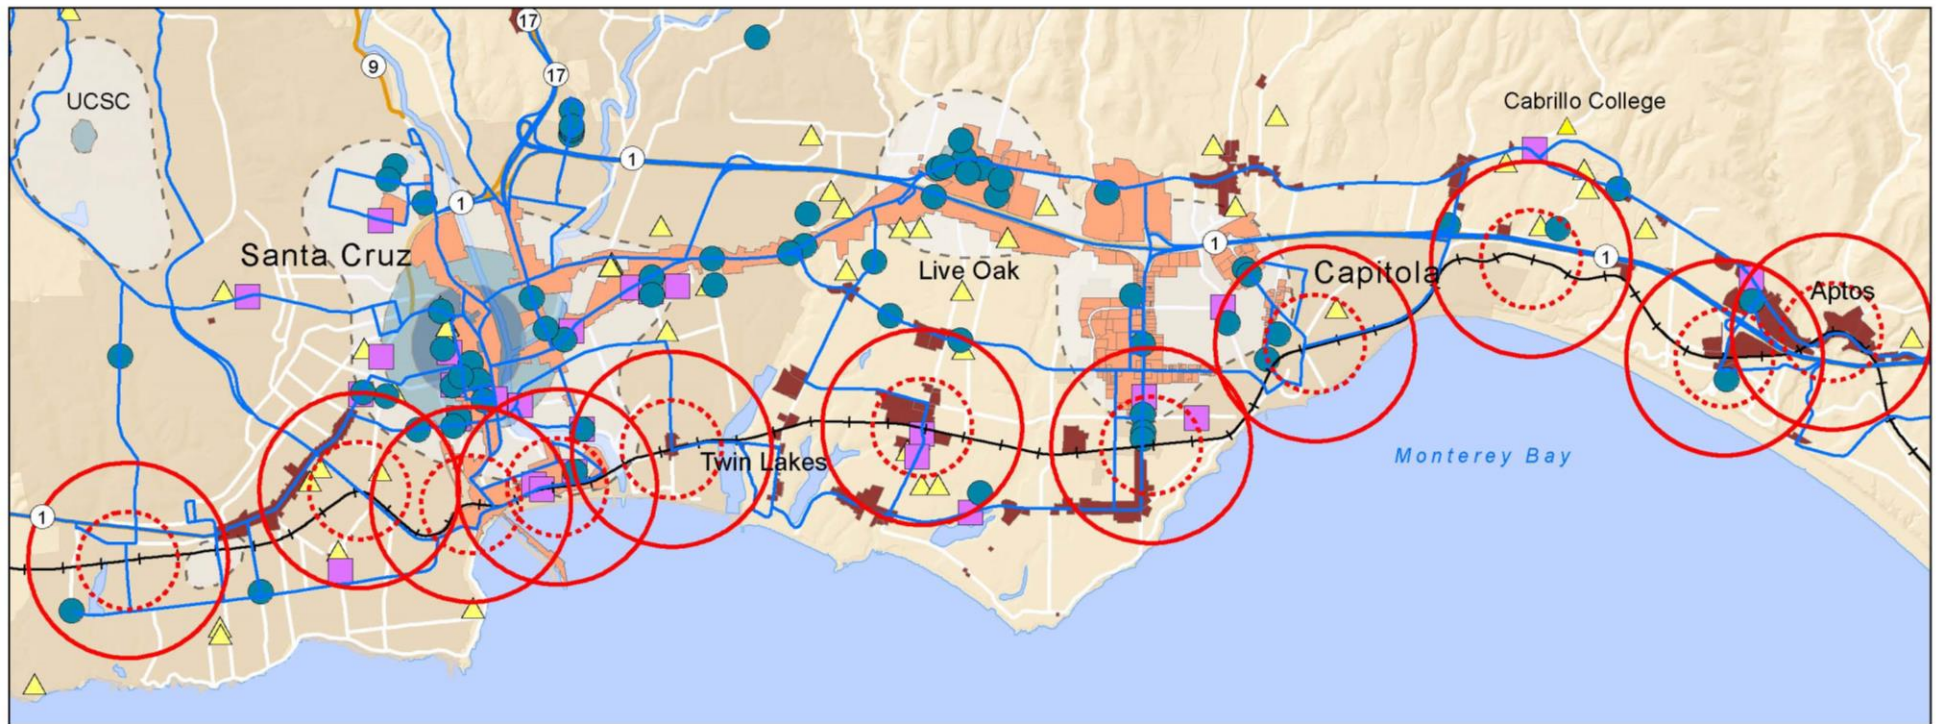 17
9
17
UCSC
Cabrillo College
1
1
Santa Cruz
1
1
Live Oak
Capitola
Aptos
Twin Lakes
Monterey Bay
1